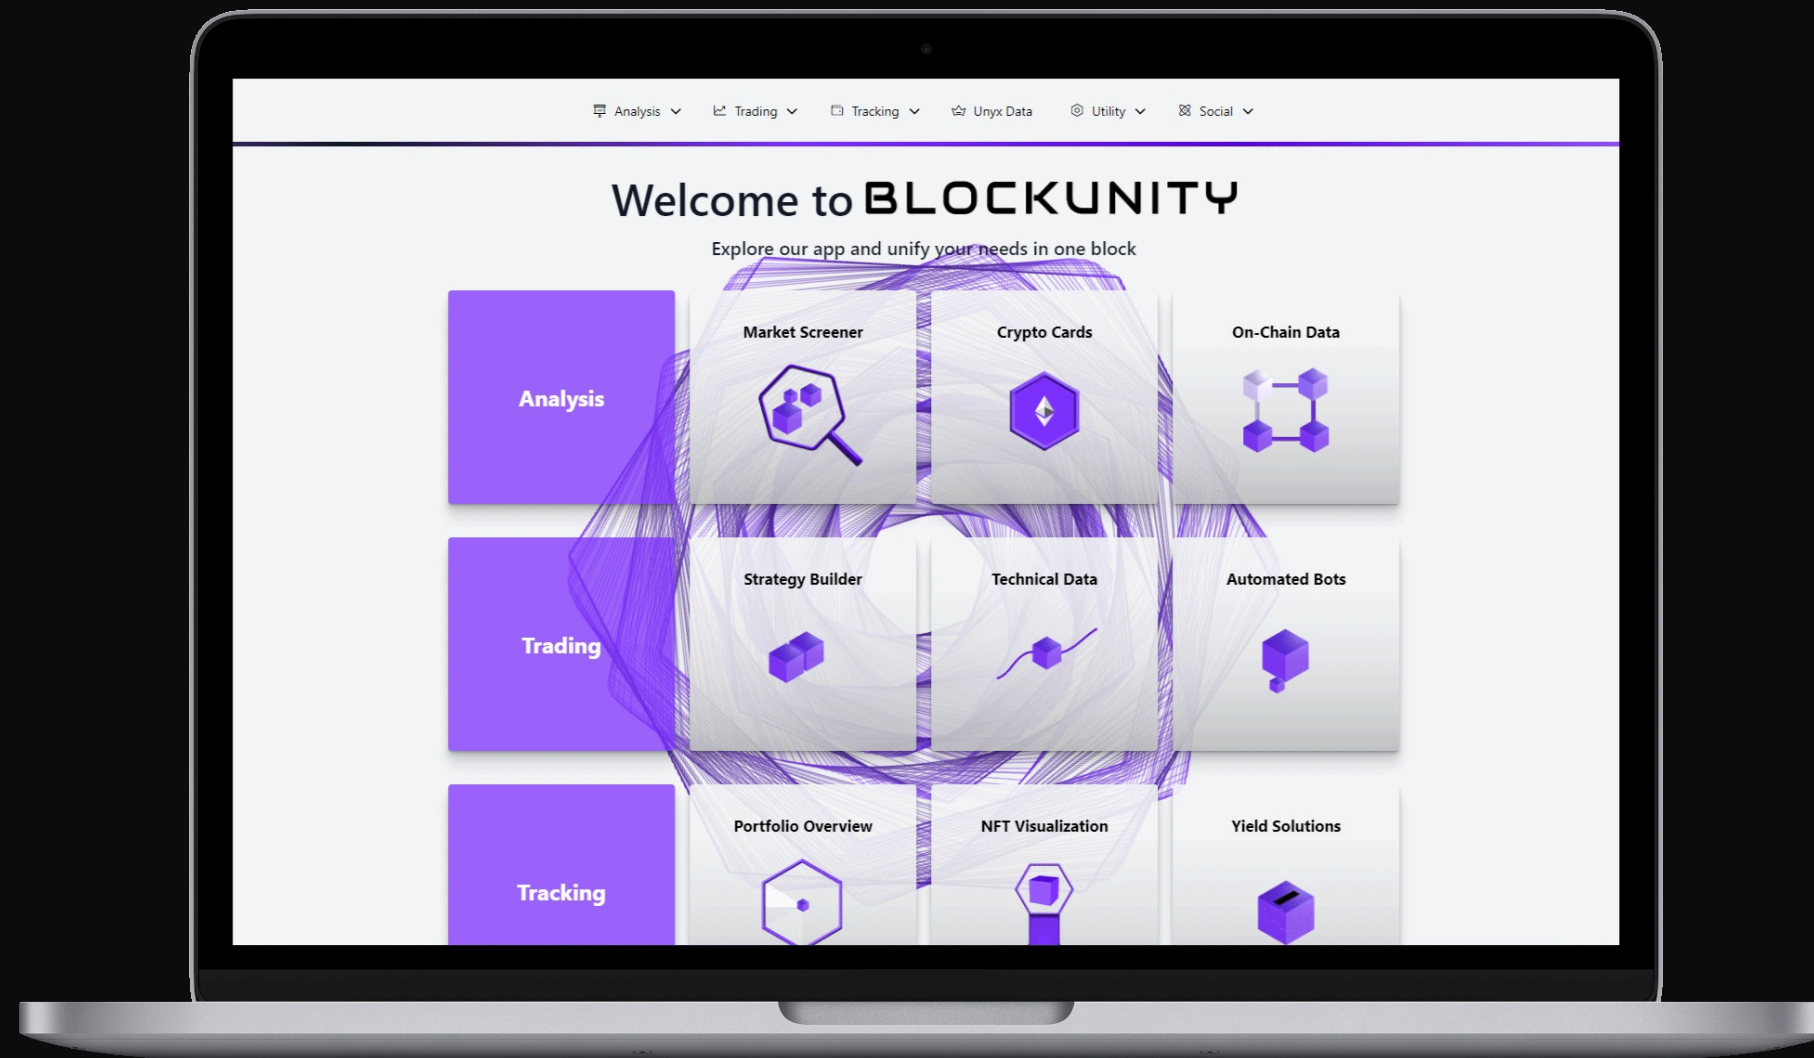 Analysis Trading Tracking Unyx Data Utility Social
Welcome to BLOCKUNITY
Explore our app and unify your needs in one block
Analysis
Market Screener
Crypto Cards
On-Chain Data
Trading
Strategy Builder
Technical Data
Automated Bots
Tracking
Portfolio Overview
NFT Visualization
Yield Solutions